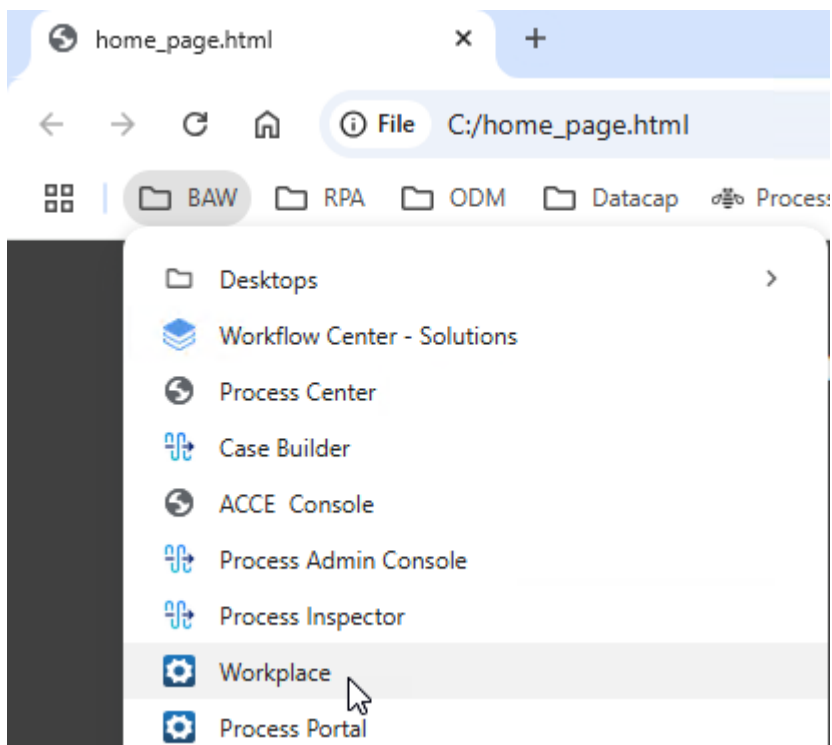 home_page.html
File C:/home_page.html
BAW RPA ODM Datacap Process
Desktops
Workflow Center - Solutions
Process Center
Case Builder
ACCE  Console
Process Admin Console
Process Inspector
Workplace
Process Portal